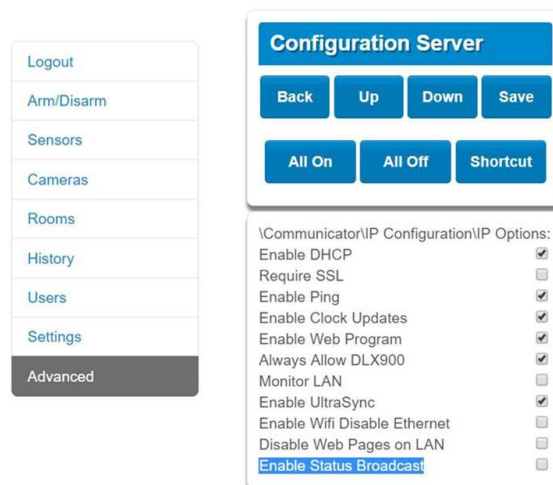 Logout
Arm/Disarm
Sensors
Cameras
Rooms
History
Users
Settings
Advanced
Configuration Server
Back Up Down Save
All On All Off Shortcut
\Communicator\IP Configuration\IP Options:
Enable DHCP
Require SSL
Enable Ping
Enable Clock Updates
Enable Web Program
Always Allow DLX900
Monitor LAN
Enable UltraSync
Enable Wifi Disable Ethernet
Disable Web Pages on LAN
Enable Status Broadcast